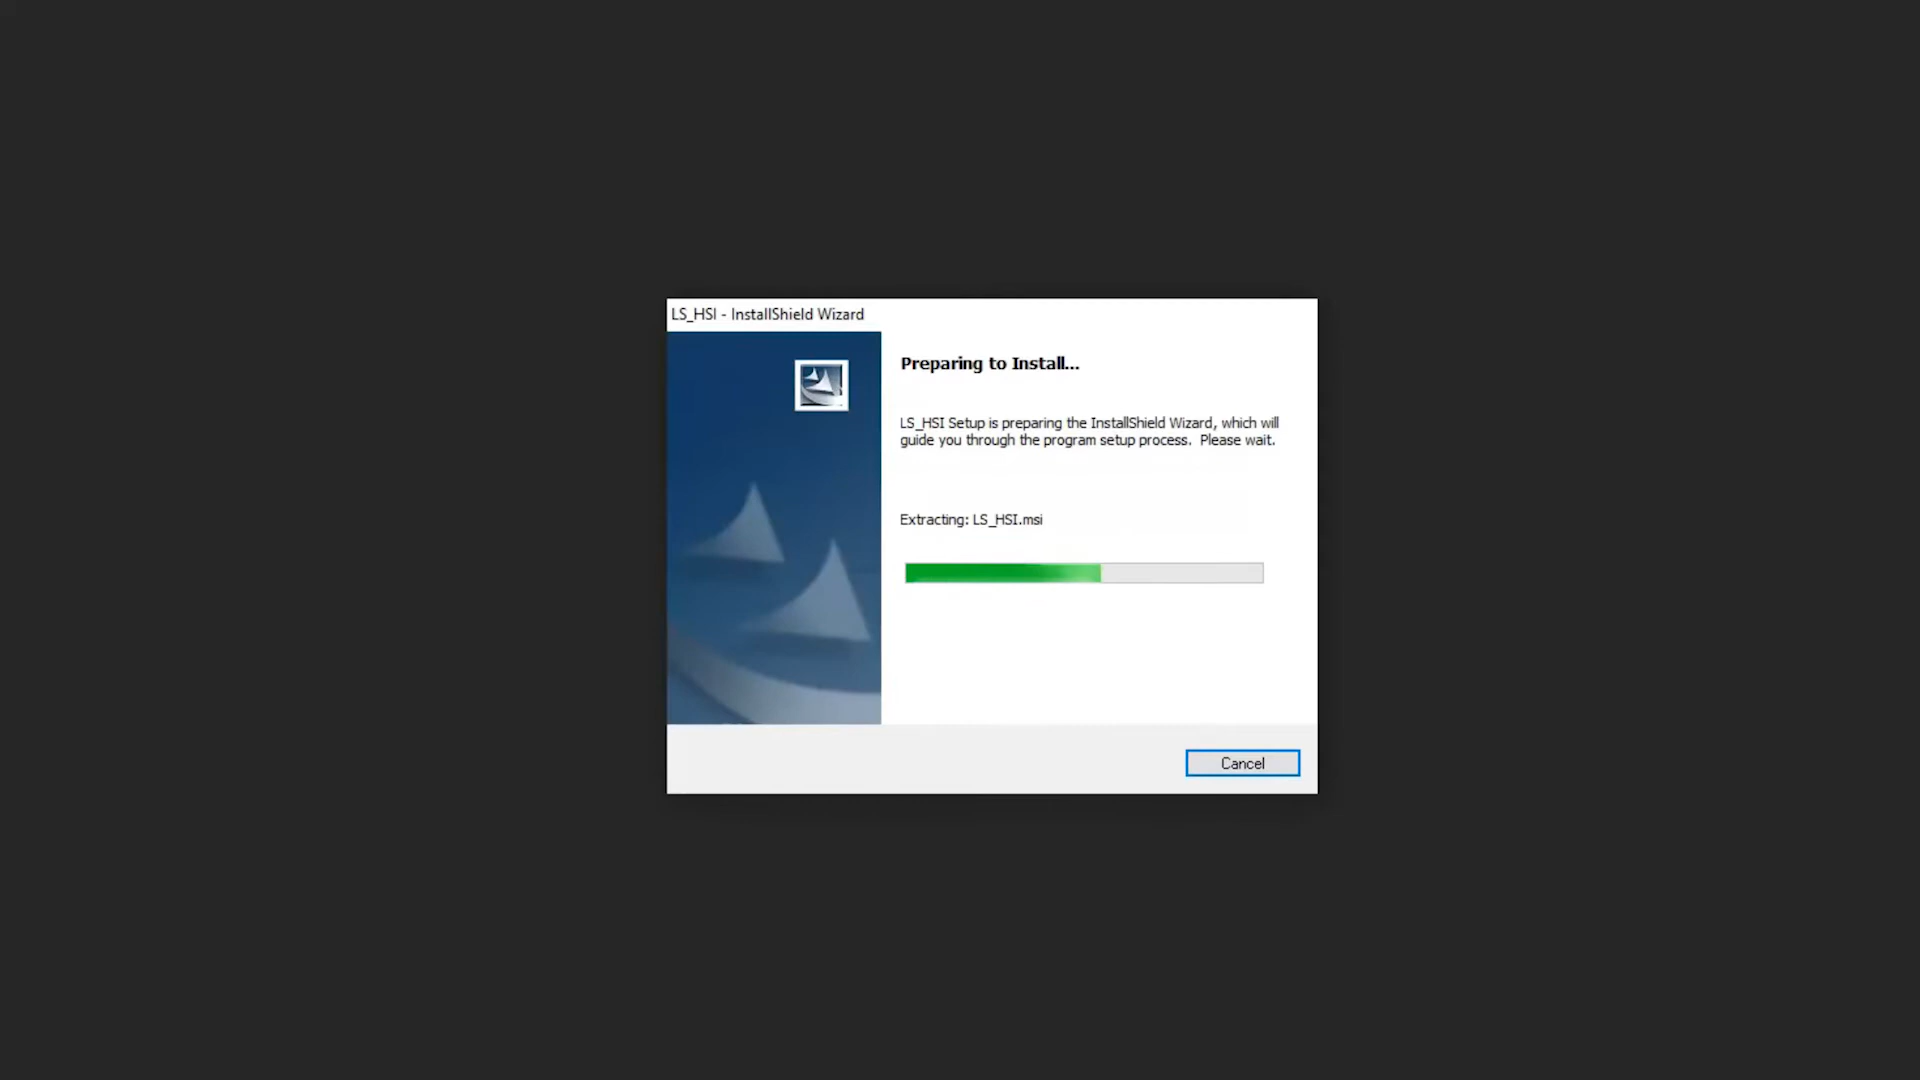 LS_HSI - InstallShield Wizard
Preparing to Install...
LS_HSI Setup is preparing the InstallShield Wizard, which will
guide you through the program setup process.  Please wait.
Extracting: LS_HSI.msi
Cancel